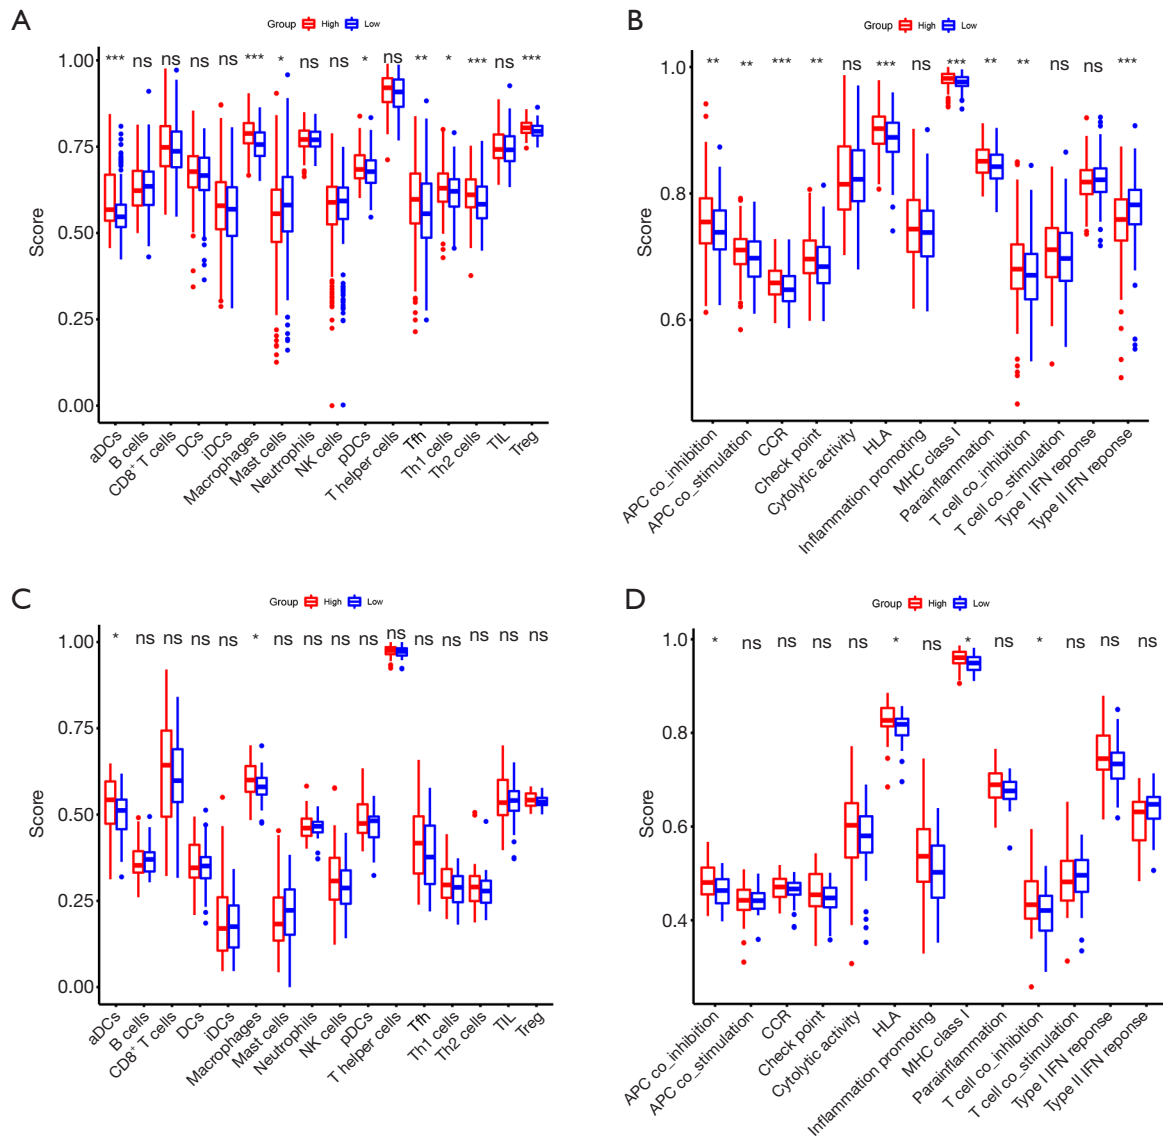 A
Group High Low
*** ns ns ns ns *** * ns ns * ns ** * *** ns ***
Score
1.00
0.75
0.50
0.25
0.00
aDCs
B cells
CD8+ T cells
DCs
iDCs
Macrophages
Mast cells
Neutrophils
NK cells
pDCs
T helper cells
Tfh
Th1 cells
Th2 cells
TIL
Treg
B
Group High Low
** ** *** ** ns *** ns *** ** ** ns ns ***
Score
1.0
0.8
0.6
APC co_inhibition
APC co_stimulation
CCR
Check point
Cytolytic activity
HLA
Inflammation promoting
MHC class I
Parainflammation
T cell co_inhibition
T cell co_stimulation
Type I IFN reponse
Type II IFN reponse
C
Group High Low
* ns ns ns ns * ns ns ns ns ns ns ns ns ns ns
Score
1.00
0.75
0.50
0.25
0.00
aDCs
B cells
CD8+ T cells
DCs
iDCs
Macrophages
Mast cells
Neutrophils
NK cells
pDCs
T helper cells
Tfh
Th1 cells
Th2 cells
TIL
Treg
D
Group High Low
* ns ns ns ns * ns * ns * ns ns ns
Score
1.0
0.8
0.6
0.4
APC co_inhibition
APC co_stimulation
CCR
Check point
Cytolytic activity
HLA
Inflammation promoting
MHC class I
Parainflammation
T cell co_inhibition
T cell co_stimulation
Type I IFN reponse
Type II IFN reponse